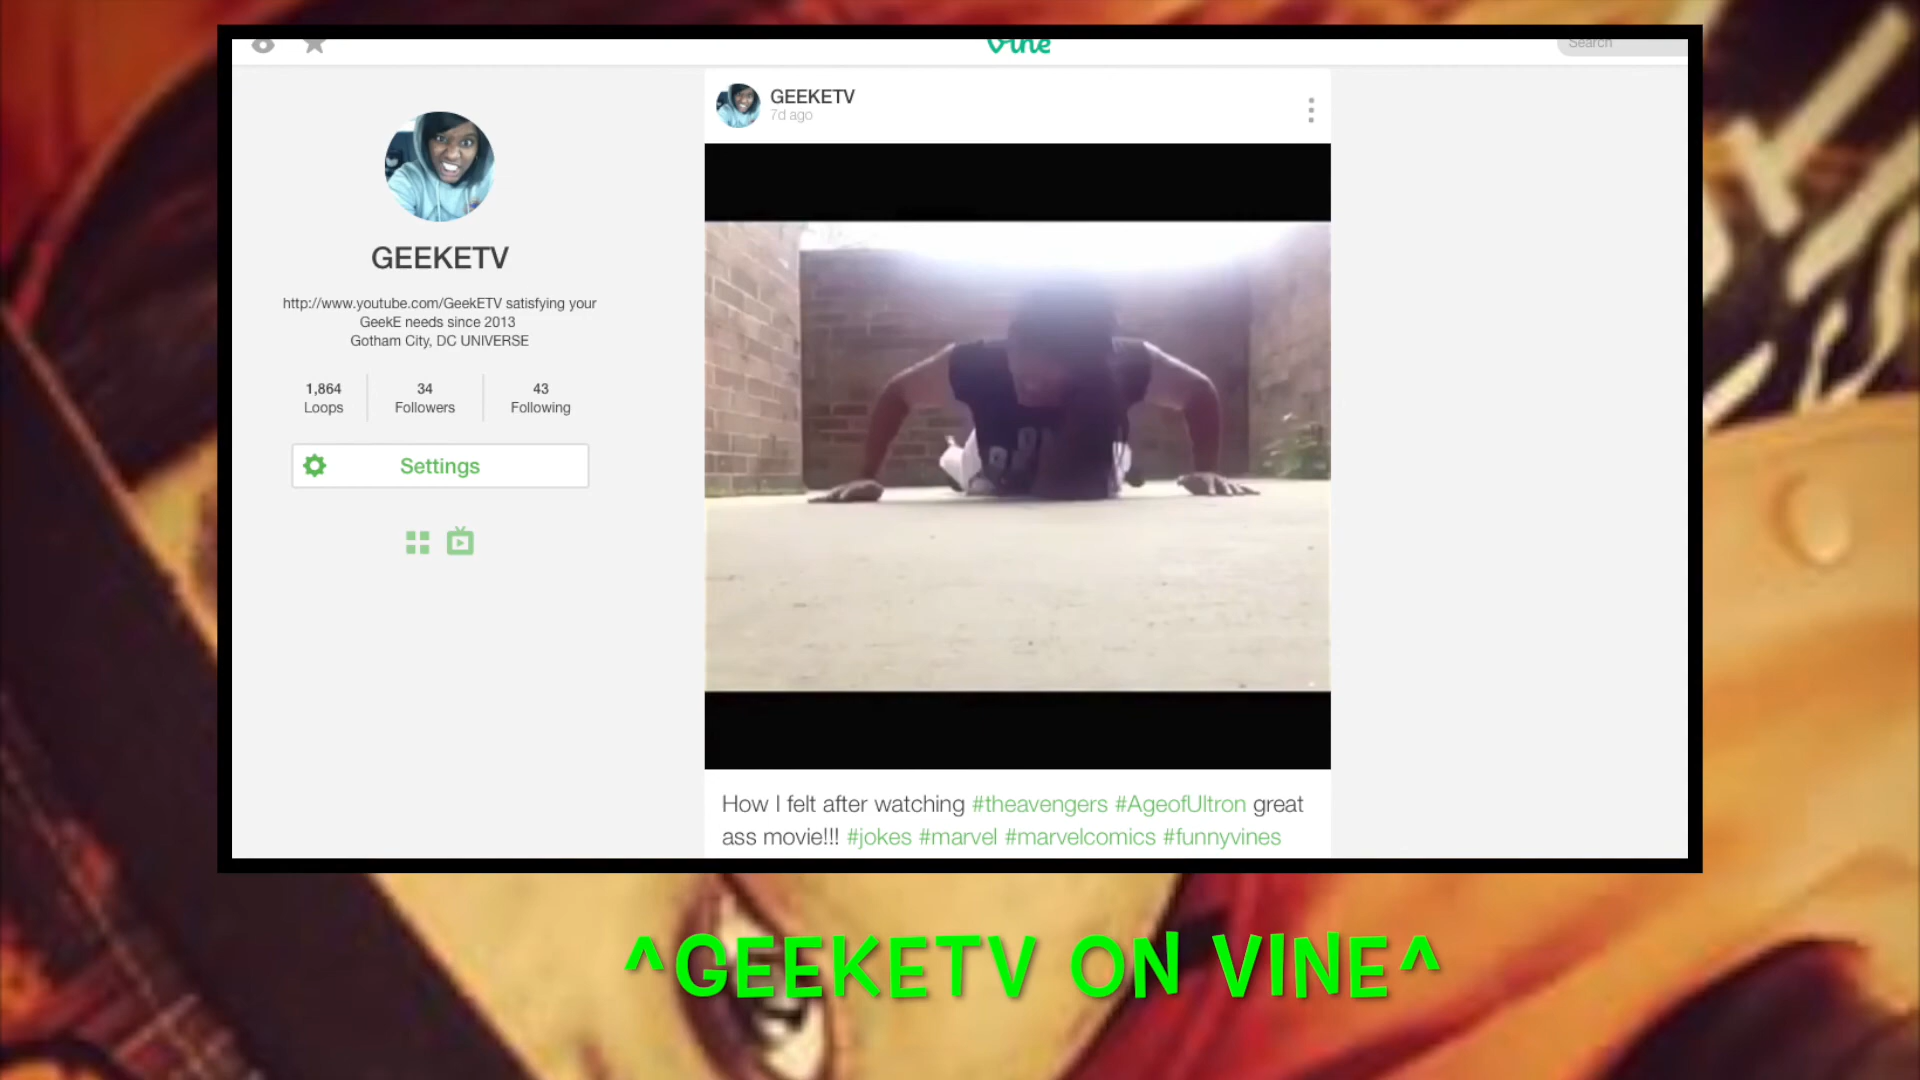 Vine
Search
GEEKETV
7d ago
GEEKETV
http://www.youtube.com/GeekETV satisfying your
GeekE needs since 2013
Gotham City, DC UNIVERSE
1,864
Loops
34
Followers
43
Following
Settings
How I felt after watching #theavengers #AgeofUltron great
ass movie!!! #jokes #marvel #marvelcomics #funnyvines
^GEEKETV ON VINE^